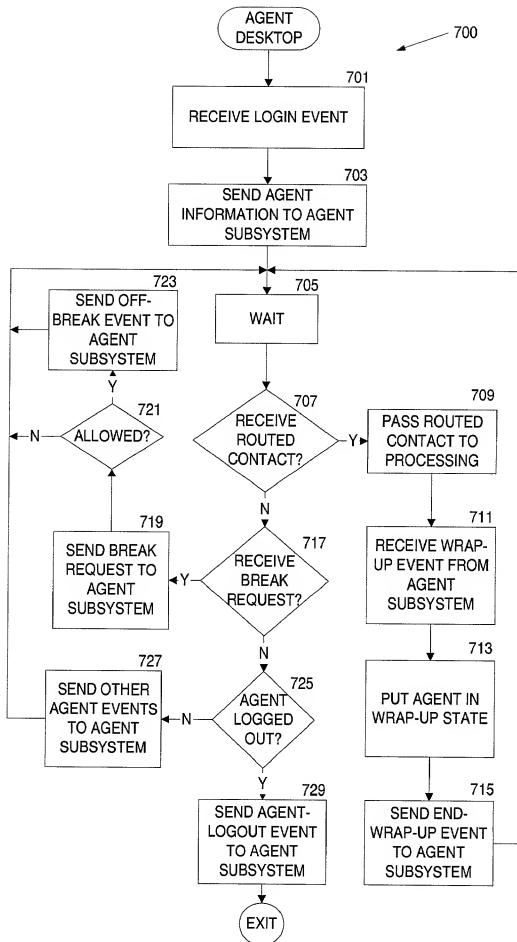 AGENT
DESKTOP
700
701
RECEIVE LOGIN EVENT
703
SEND AGENT
INFORMATION TO AGENT
SUBSYSTEM
705
WAIT
723
SEND OFF-
BREAK EVENT TO
AGENT
SUBSYSTEM
Y
721
ALLOWED?
N
707
RECEIVE
ROUTED
CONTACT?
Y
N
709
PASS ROUTED
CONTACT TO
PROCESSING
711
RECEIVE WRAP-
UP EVENT FROM
AGENT
SUBSYSTEM
719
SEND BREAK
REQUEST TO
AGENT
SUBSYSTEM
717
RECEIVE
BREAK
REQUEST?
Y
N
713
PUT AGENT IN
WRAP-UP STATE
727
SEND OTHER
AGENT EVENTS
TO AGENT
SUBSYSTEM
725
AGENT
LOGGED
OUT?
N
Y
715
SEND END-
WRAP-UP EVENT
TO AGENT
SUBSYSTEM
729
SEND AGENT-
LOGOUT EVENT
TO AGENT
SUBSYSTEM
EXIT